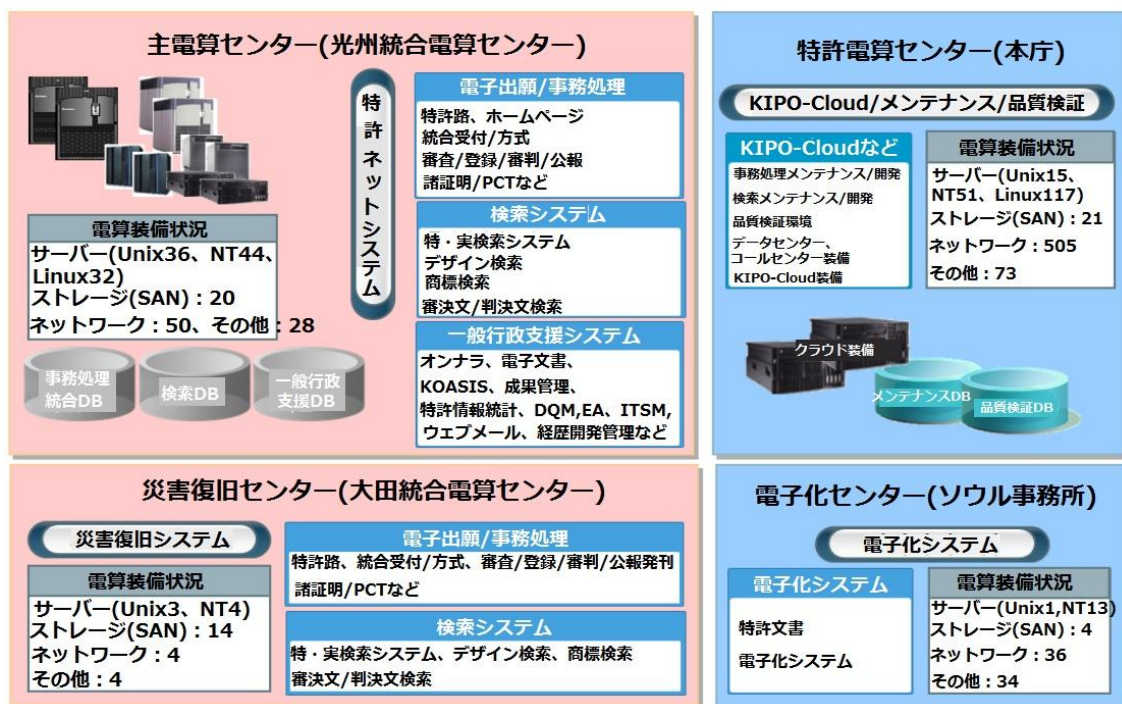 主電算センター(光州統合電算センター)
電算装備状況
サーバー(Unix36、NT44、
Linux32)
ストレージ(SAN)：20
ネットワーク：50、その他：28
事務処理
統合DB
検索DB
一般行政
支援DB
特許ネットシステム
電子出願/事務処理
特許路、ホームページ
統合受付/方式
審査/登録/審判/公報
諸証明/PCTなど
検索システム
特・実検索システム
デザイン検索
商標検索
審決文/判決文検索
一般行政支援システム
オンナラ、電子文書、
KOASIS、成果管理、
特許情報統計、DQM,EA、ITSM,
ウェブメール、経歴開発管理など
特許電算センター(本庁)
KIPO-Cloud/メンテナンス/品質検証
KIPO-Cloudなど
事務処理メンテナンス/開発
検索メンテナンス/開発
品質検証環境
データセンター、
コールセンター装備
KIPO-Cloud装備
電算装備状況
サーバー(Unix15、
NT51、Linux117)
ストレージ(SAN)：21
ネットワーク：505
その他：73
クラウド装備
メンテナンスDB
品質検証DB
災害復旧センター(大田統合電算センター)
災害復旧システム
電算装備状況
サーバー(Unix3、NT4)
ストレージ(SAN)：14
ネットワーク：4
その他：4
電子出願/事務処理
特許路、統合受付/方式、審査/登録/審判/公報発刊
諸証明/PCTなど
検索システム
特・実検索システム、デザイン検索、商標検索
審決文/判決文検索
電子化センター(ソウル事務所)
電子化システム
電子化システム
特許文書
電子化システム
電算装備状況
サーバー(Unix1,NT13)
ストレージ(SAN)：4
ネットワーク：36
その他：34